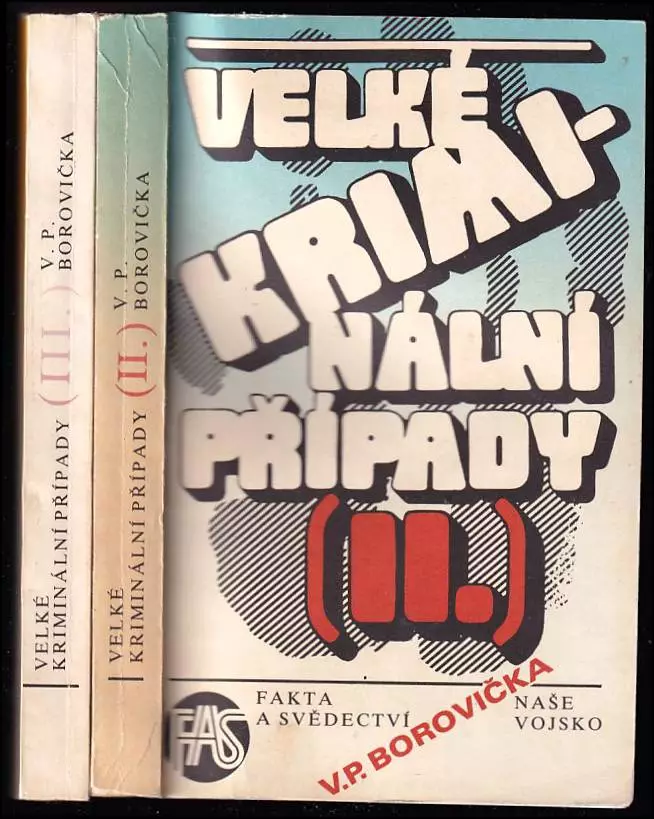 VELKÉ
KRIMINÁLNÍ PŘÍPADY
(III.)
V. P.
BOROVIČKA
VELKÉ
KRIMINÁLNÍ PŘÍPADY
(II.)
V. P.
BOROVIČKA
VELKÉ
KRIMI-
NÁLNÍ
PŘÍPADY
(II.)
V.P. BOROVIČKA
FAS
FAKTA
A SVĚDECTVÍ
NAŠE
VOJSKO